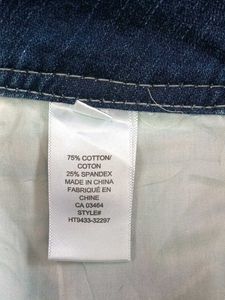 75% COTTON/
COTON
25% SPANDEX
MADE IN CHINA
FABRIQUÉ EN
CHINE
CA 03464
STYLE#
HT9433-32297